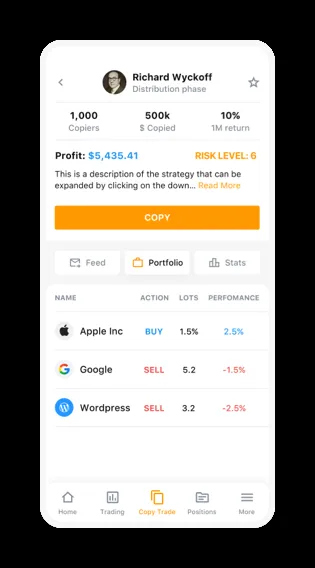 Richard Wyckoff
Distribution phase
1,000 500k 10%
Copiers $ Copied 1M return
Profit: $5,435.41 RISK LEVEL: 6
This is a description of the strategy that can be
expanded by clicking on the down... Read More
COPY
Feed Portfolio Stats
NAME ACTION LOTS PERFOMANCE
Apple Inc BUY 1.5% 2.5%
Google SELL 5.2 -1.5%
Wordpress SELL 3.2 -2.5%
Home Trading Copy Trade Positions More